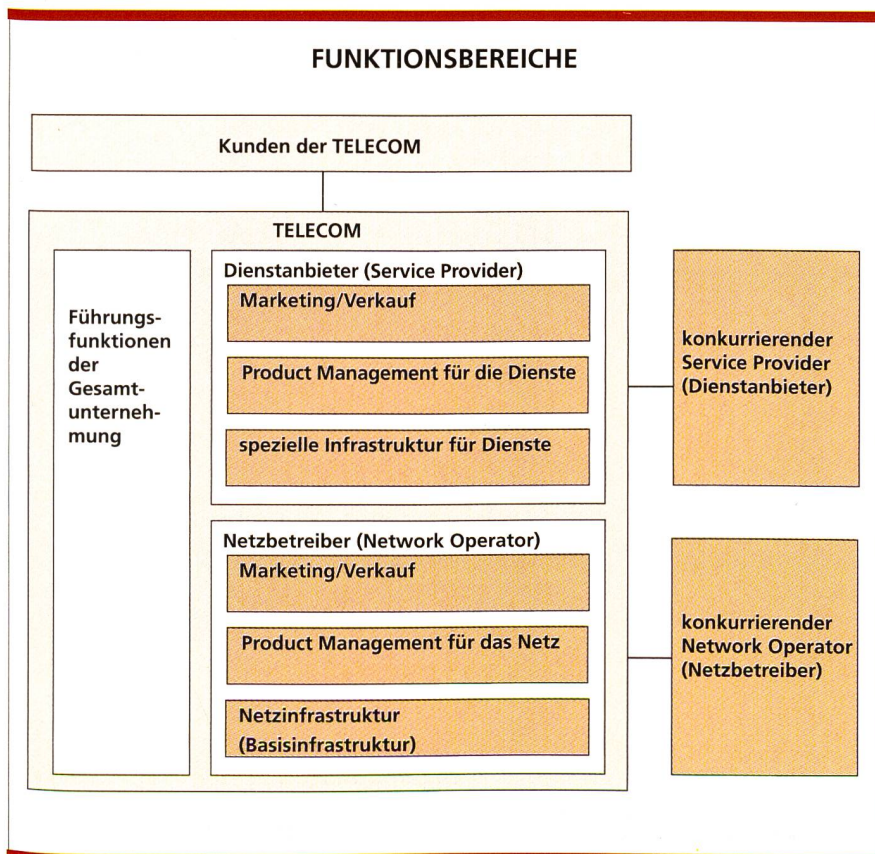 FUNKTIONSBEREICHE
Kunden der TELECOM
TELECOM
Führungs-
funktionen
der
Gesamt-
unterneh-
mung
Dienstanbieter (Service Provider)
Marketing/Verkauf
Product Management für die Dienste
spezielle Infrastruktur für Dienste
Netzbetreiber (Network Operator)
Marketing/Verkauf
Product Management für das Netz
Netzinfrastruktur
(Basisinfrastruktur)
konkurrierender
Service Provider
(Dienstanbieter)
konkurrierender
Network Operator
(Netzbetreiber)